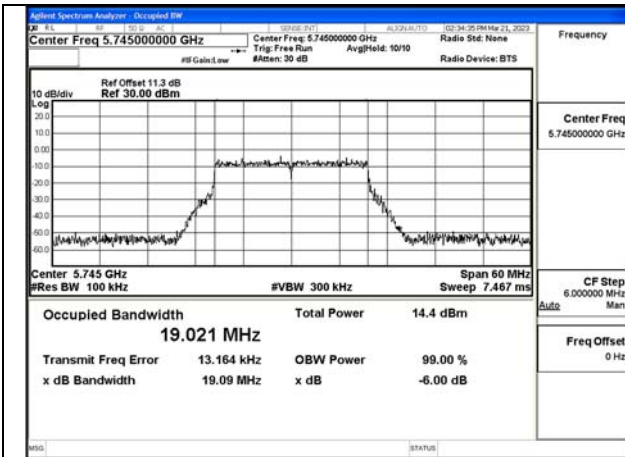 Agilent Spectrum Analyzer - Occupied BW
RL RF 50 Ω AC SENSE:INT ALIGN AUTO 02:34:35 PM Mar 21, 2023
Center Freq 5.745000000 GHz
Center Freq: 5.745000000 GHz
Radio Std: None
Trig: Free Run Avg|Hold: 10/10
#IFGain:Low #Atten: 30 dB Radio Device: BTS
Frequency
Ref Offset 11.3 dB
10 dB/div Ref 30.00 dBm
Log
20.0
10.0
0.00
-10.0
-20.0
-30.0
-40.0
-50.0
-60.0
Center Freq
5.745000000 GHz
Center 5.745 GHz Span 60 MHz
#Res BW 100 kHz #VBW 300 kHz Sweep 7.467 ms
CF Step
6.000000 MHz
Auto Man
Occupied Bandwidth Total Power 14.4 dBm
19.021 MHz
Transmit Freq Error 13.164 kHz OBW Power 99.00 %
x dB Bandwidth 19.09 MHz x dB -6.00 dB
Freq Offset
0 Hz
MSG STATUS